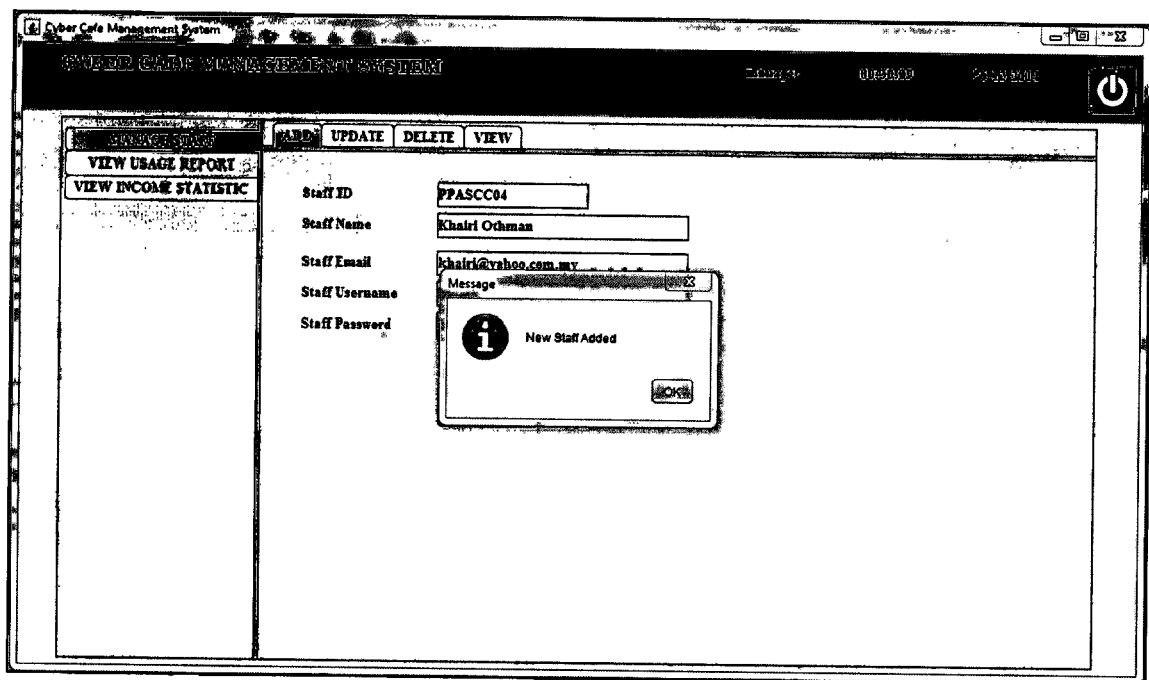 Cyber Cafe Management System
CYBER CAFE MANAGEMENT SYSTEM
ADD UPDATE DELETE VIEW
VIEW USAGE REPORT
VIEW INCOME STATISTIC
Staff ID PPASCC04
Staff Name Khairi Othman
Staff Email khairi@yahoo.com.my
Staff Username
Staff Password
Message
New Staff Added
OK